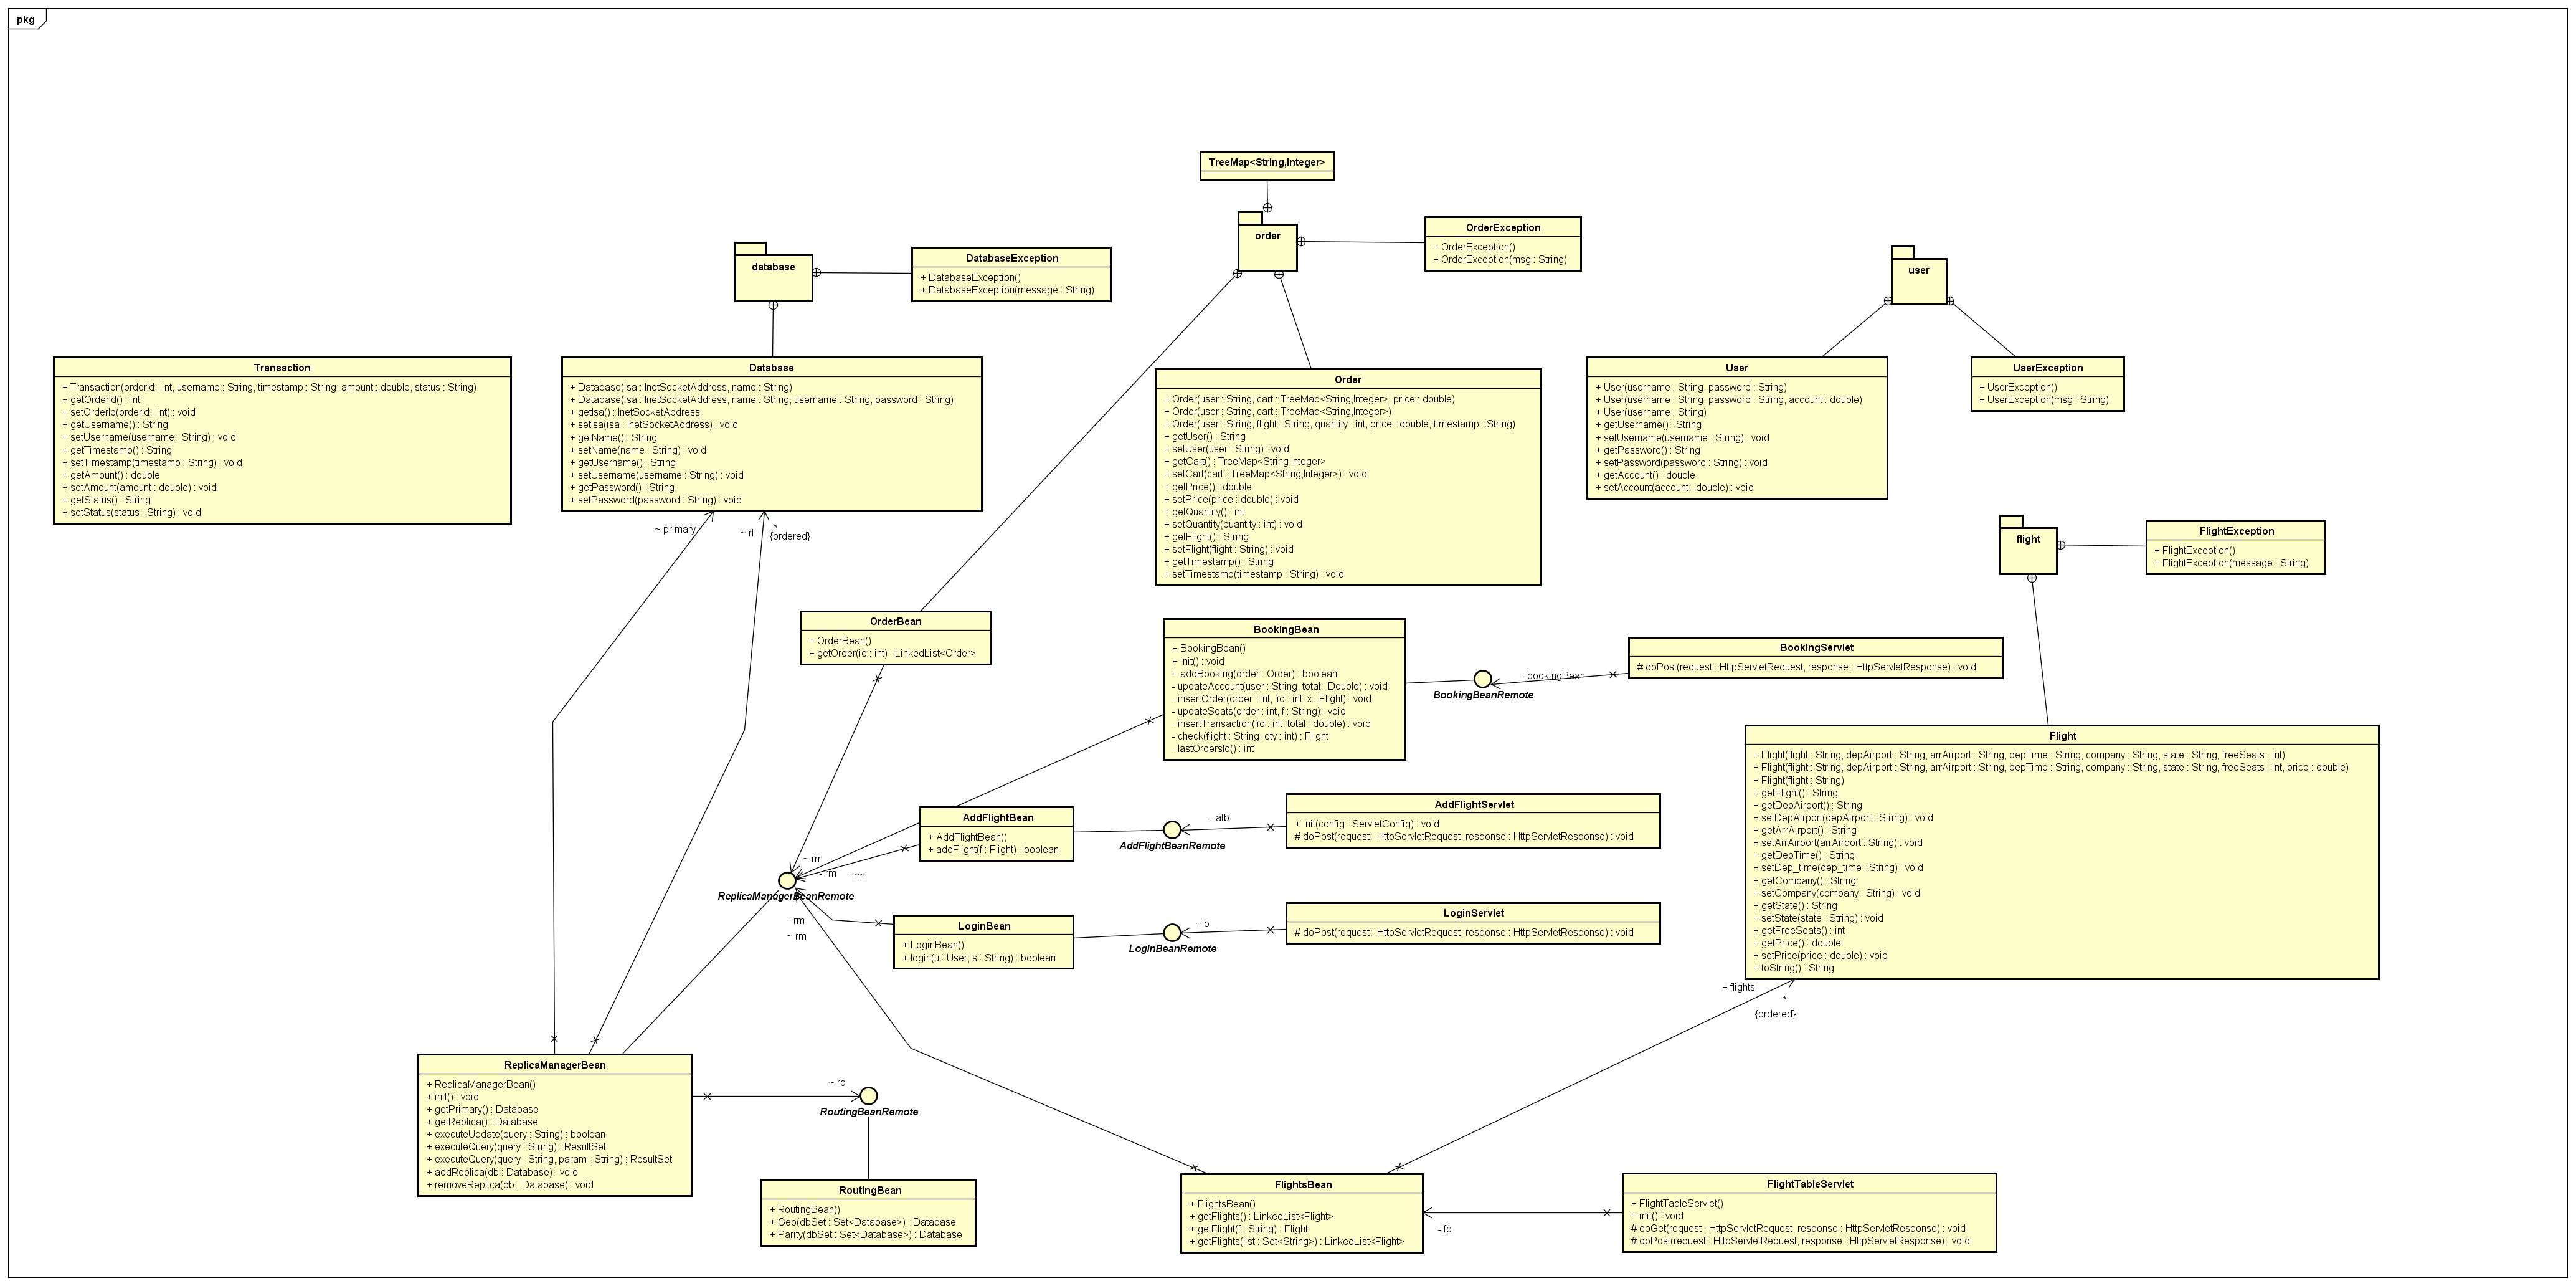 pkg
TreeMap<String,Integer>
order
OrderException
+ OrderException()
+ OrderException(msg : String)
database
DatabaseException
+ DatabaseException()
+ DatabaseException(message : String)
user
Transaction
+ Transaction(orderId : int, username : String, timestamp : String, amount : double, status : String)
+ getOrderId() : int
+ setOrderId(orderId : int) : void
+ getUsername() : String
+ setUsername(username : String) : void
+ getTimestamp() : String
+ setTimestamp(timestamp : String) : void
+ getAmount() : double
+ setAmount(amount : double) : void
+ getStatus() : String
+ setStatus(status : String) : void
Database
+ Database(isa : InetSocketAddress, name : String)
+ Database(isa : InetSocketAddress, name : String, username : String, password : String)
+ getIsa() : InetSocketAddress
+ setIsa(isa : InetSocketAddress) : void
+ getName() : String
+ setName(name : String) : void
+ getUsername() : String
+ setUsername(username : String) : void
+ getPassword() : String
+ setPassword(password : String) : void
~ primary
~ rl
*
{ordered}
Order
+ Order(user : String, cart : TreeMap<String,Integer>, price : double)
+ Order(user : String, cart : TreeMap<String,Integer>)
+ Order(user : String, flight : String, quantity : int, price : double, timestamp : String)
+ getUser() : String
+ setUser(user : String) : void
+ getCart() : TreeMap<String,Integer>
+ setCart(cart : TreeMap<String,Integer>) : void
+ getPrice() : double
+ setPrice(price : double) : void
+ getQuantity() : int
+ setQuantity(quantity : int) : void
+ getFlight() : String
+ setFlight(flight : String) : void
+ getTimestamp() : String
+ setTimestamp(timestamp : String) : void
User
+ User(username : String, password : String)
+ User(username : String, password : String, account : double)
+ User(username : String)
+ getUsername() : String
+ setUsername(username : String) : void
+ getPassword() : String
+ setPassword(password : String) : void
+ getAccount() : double
+ setAccount(account : double) : void
UserException
+ UserException()
+ UserException(msg : String)
flight
FlightException
+ FlightException()
+ FlightException(message : String)
OrderBean
+ OrderBean()
+ getOrder(id : int) : LinkedList<Order>
BookingBean
+ BookingBean()
+ init() : void
+ addBooking(order : Order) : boolean
- updateAccount(user : String, total : Double) : void
- insertOrder(order : int, lid : int, x : Flight) : void
- updateSeats(order : int, f : String) : void
- insertTransaction(lid : int, total : double) : void
- check(flight : String, qty : int) : Flight
- lastOrdersId() : int
- bookingBean
BookingBeanRemote
BookingServlet
# doPost(request : HttpServletRequest, response : HttpServletResponse) : void
Flight
+ Flight(flight : String, depAirport : String, arrAirport : String, depTime : String, company : String, state : String, freeSeats : int)
+ Flight(flight : String, depAirport : String, arrAirport : String, depTime : String, company : String, state : String, freeSeats : int, price : double)
+ Flight(flight : String)
+ getFlight() : String
+ getDepAirport() : String
+ setDepAirport(depAirport : String) : void
+ getArrAirport() : String
+ setArrAirport(arrAirport : String) : void
+ getDepTime() : String
+ setDep_time(dep_time : String) : void
+ getCompany() : String
+ setCompany(company : String) : void
+ getState() : String
+ setState(state : String) : void
+ getFreeSeats() : int
+ getPrice() : double
+ setPrice(price : double) : void
+ toString() : String
+ flights
*
{ordered}
AddFlightBean
+ AddFlightBean()
+ addFlight(f : Flight) : boolean
- afb
AddFlightBeanRemote
AddFlightServlet
+ init(config : ServletConfig) : void
# doPost(request : HttpServletRequest, response : HttpServletResponse) : void
~ rm
- rm
- rm
ReplicaManagerBeanRemote
- rm
~ rm
LoginBean
+ LoginBean()
+ login(u : User, s : String) : boolean
- lb
LoginBeanRemote
LoginServlet
# doPost(request : HttpServletRequest, response : HttpServletResponse) : void
ReplicaManagerBean
+ ReplicaManagerBean()
+ init() : void
+ getPrimary() : Database
+ getReplica() : Database
+ executeUpdate(query : String) : boolean
+ executeQuery(query : String) : ResultSet
+ executeQuery(query : String, param : String) : ResultSet
+ addReplica(db : Database) : void
+ removeReplica(db : Database) : void
~ rb
RoutingBeanRemote
RoutingBean
+ RoutingBean()
+ Geo(dbSet : Set<Database>) : Database
+ Parity(dbSet : Set<Database>) : Database
FlightsBean
+ FlightsBean()
+ getFlights() : LinkedList<Flight>
+ getFlight(f : String) : Flight
+ getFlights(list : Set<String>) : LinkedList<Flight>
- fb
FlightTableServlet
+ FlightTableServlet()
+ init() : void
# doGet(request : HttpServletRequest, response : HttpServletResponse) : void
# doPost(request : HttpServletRequest, response : HttpServletResponse) : void